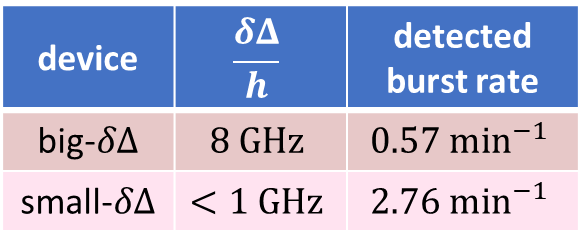 device
δΔ
h
detected
burst rate
big-δΔ 8 GHz 0.57 min⁻¹
small-δΔ < 1 GHz 2.76 min⁻¹